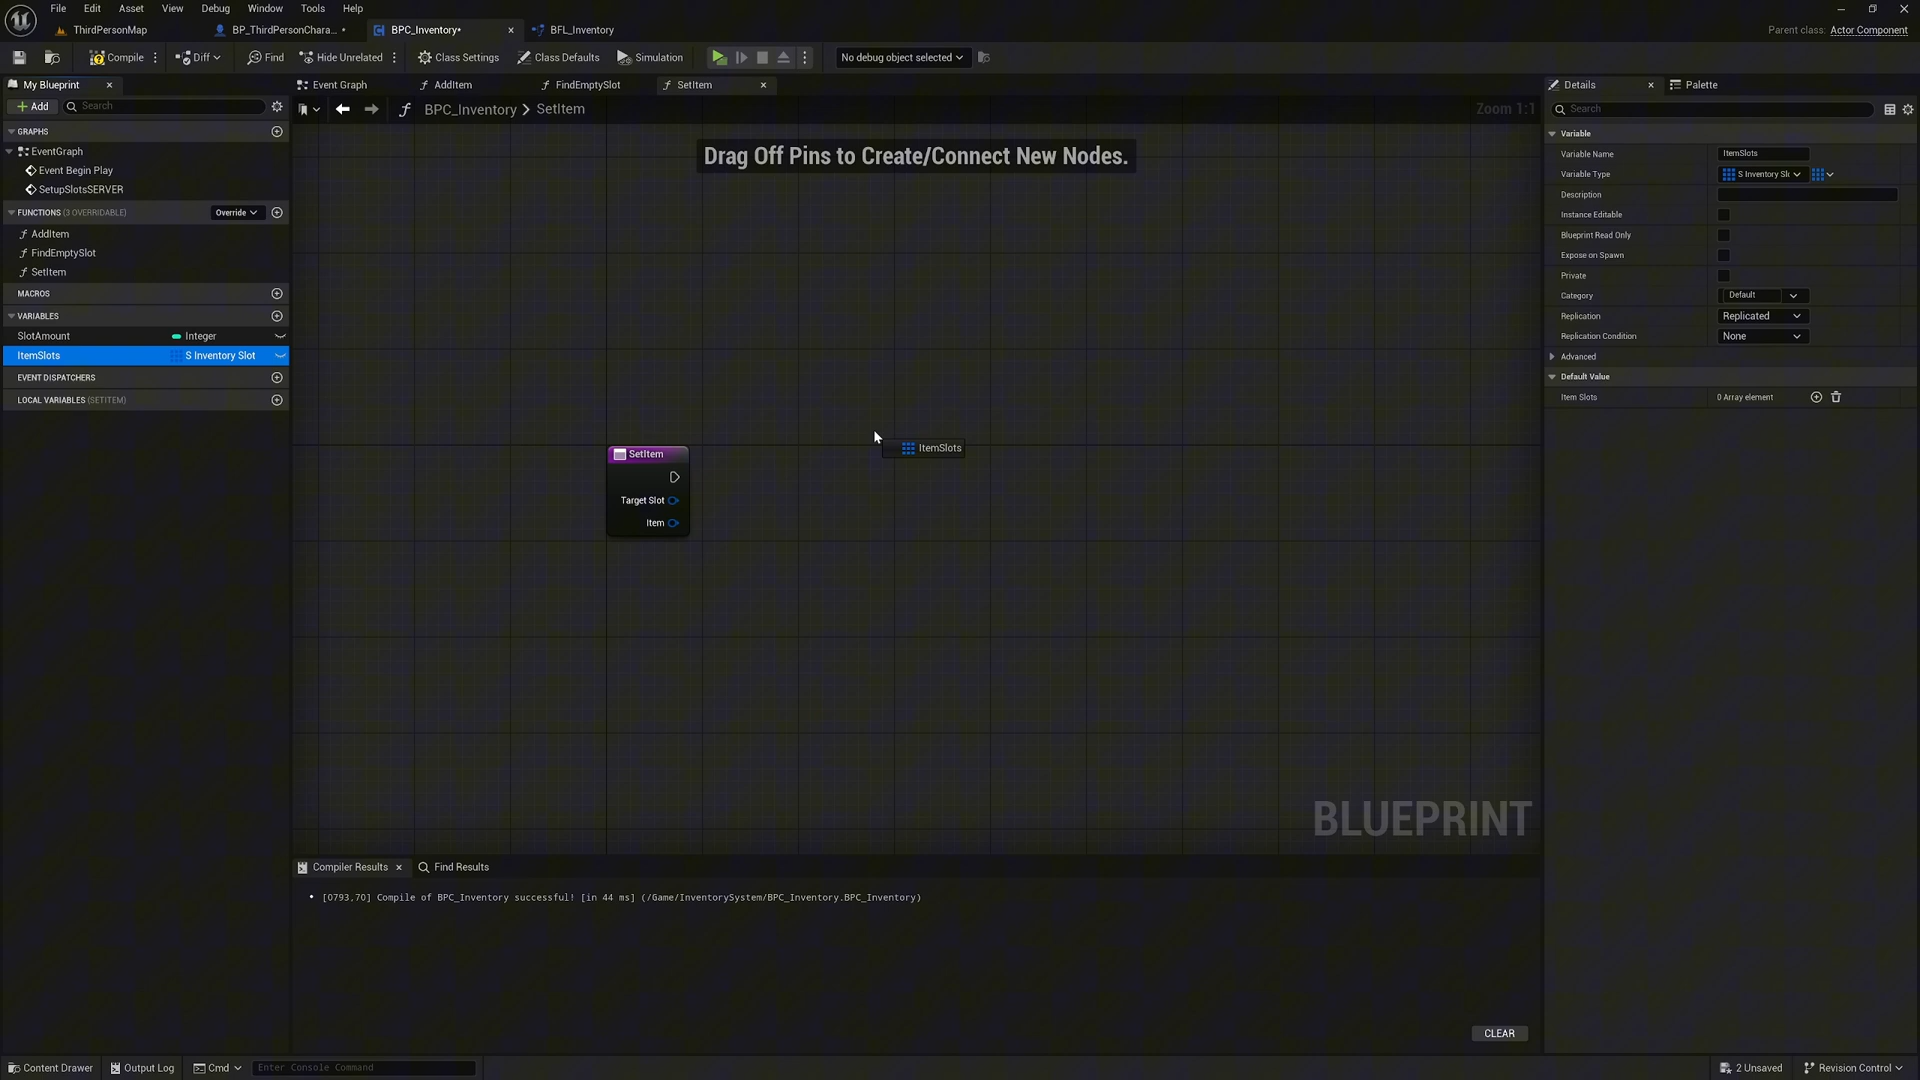 File Edit Asset View Debug Window Tools Help
ThirdPersonMap BP_ThirdPersonChara... • BPC_Inventory• BFL_Inventory Parent class: Actor Component
Compile Diff Find Hide Unrelated Class Settings Class Defaults Simulation No debug object selected
My Blueprint Event Graph AddItem FindEmptySlot SetItem Details Palette
Add Search BPC_Inventory > SetItem Zoom 1:1 Search
GRAPHS
EventGraph
Event Begin Play
SetupSlotsSERVER
FUNCTIONS (3 OVERRIDABLE) Override
AddItem
FindEmptySlot
SetItem
MACROS
VARIABLES
SlotAmount Integer
ItemSlots S Inventory Slot
EVENT DISPATCHERS
LOCAL VARIABLES (SETITEM)
Drag Off Pins to Create/Connect New Nodes.
ItemSlots
SetItem
Target Slot
Item
BLUEPRINT
Variable
Variable Name ItemSlots
Variable Type S Inventory Slo
Description
Instance Editable
Blueprint Read Only
Expose on Spawn
Private
Category Default
Replication Replicated
Replication Condition None
Advanced
Default Value
Item Slots 0 Array element
Compiler Results Find Results
• [0793,70] Compile of BPC_Inventory successful! [in 44 ms] (/Game/InventorySystem/BPC_Inventory.BPC_Inventory)
CLEAR
Content Drawer Output Log Cmd Enter Console Command 2 Unsaved Revision Control